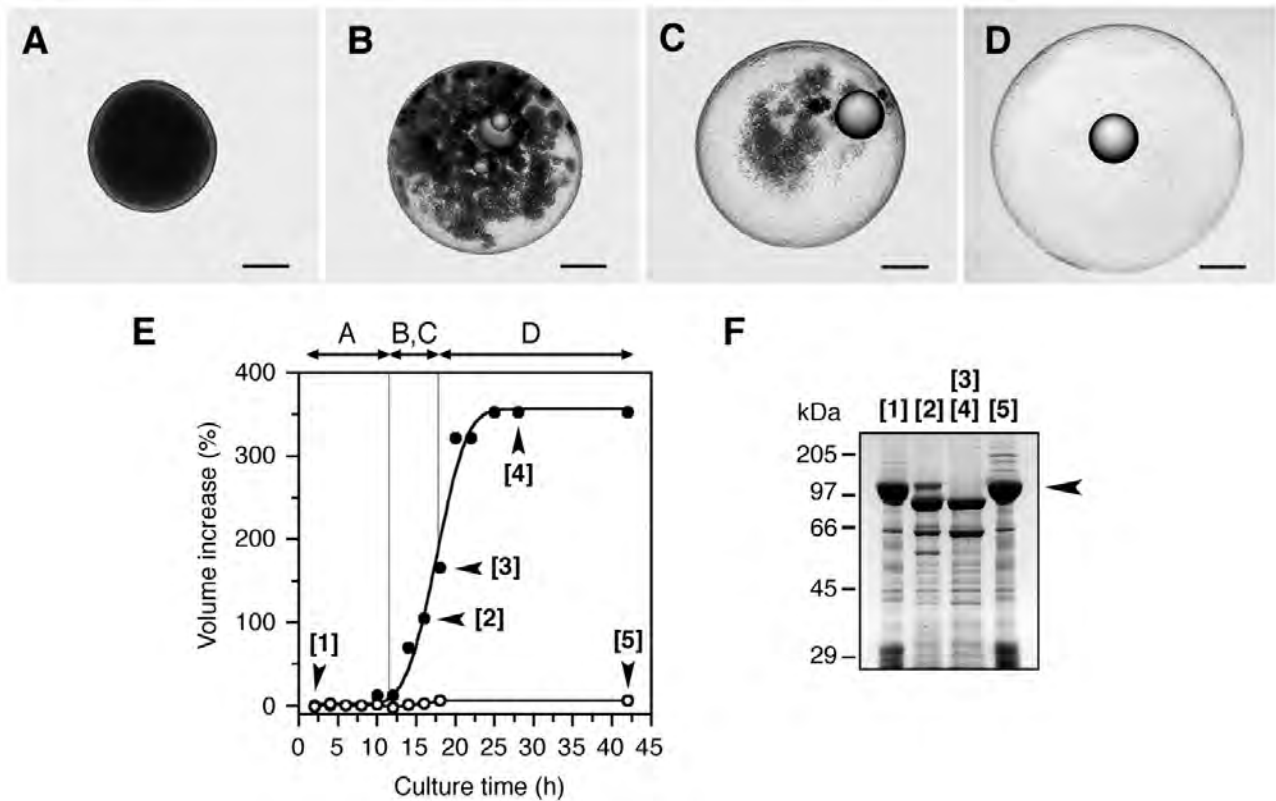 A
B
C
D
E
A B,C D
400
300
200
100
0
Volume increase (%)
[1]
[2]
[3]
[4]
[5]
0 5 10 15 20 25 30 35 40 45
Culture time (h)
F
[3]
kDa [1] [2] [4] [5]
205
97
66
45
29